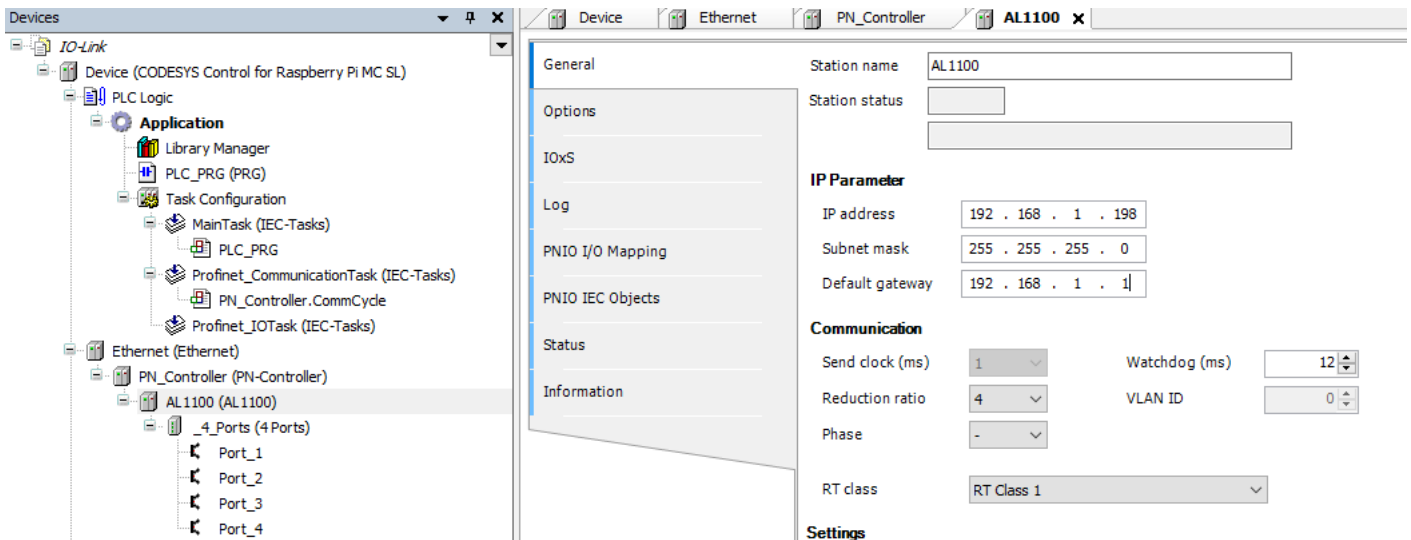 Devices
IO-Link
Device (CODESYS Control for Raspberry Pi MC SL)
PLC Logic
Application
Library Manager
PLC_PRG (PRG)
Task Configuration
MainTask (IEC-Tasks)
PLC_PRG
Profinet_CommunicationTask (IEC-Tasks)
PN_Controller.CommCycle
Profinet_IOTask (IEC-Tasks)
Ethernet (Ethernet)
PN_Controller (PN-Controller)
AL1100 (AL1100)
_4_Ports (4 Ports)
Port_1
Port_2
Port_3
Port_4
Device Ethernet PN_Controller AL1100
General
Options
IOxS
Log
PNIO I/O Mapping
PNIO IEC Objects
Status
Information
Station name AL1100
Station status
IP Parameter
IP address 192 . 168 . 1 . 198
Subnet mask 255 . 255 . 255 . 0
Default gateway 192 . 168 . 1 . 1
Communication
Send clock (ms) 1 Watchdog (ms) 12
Reduction ratio 4 VLAN ID 0
Phase -
RT class RT Class 1
Settings